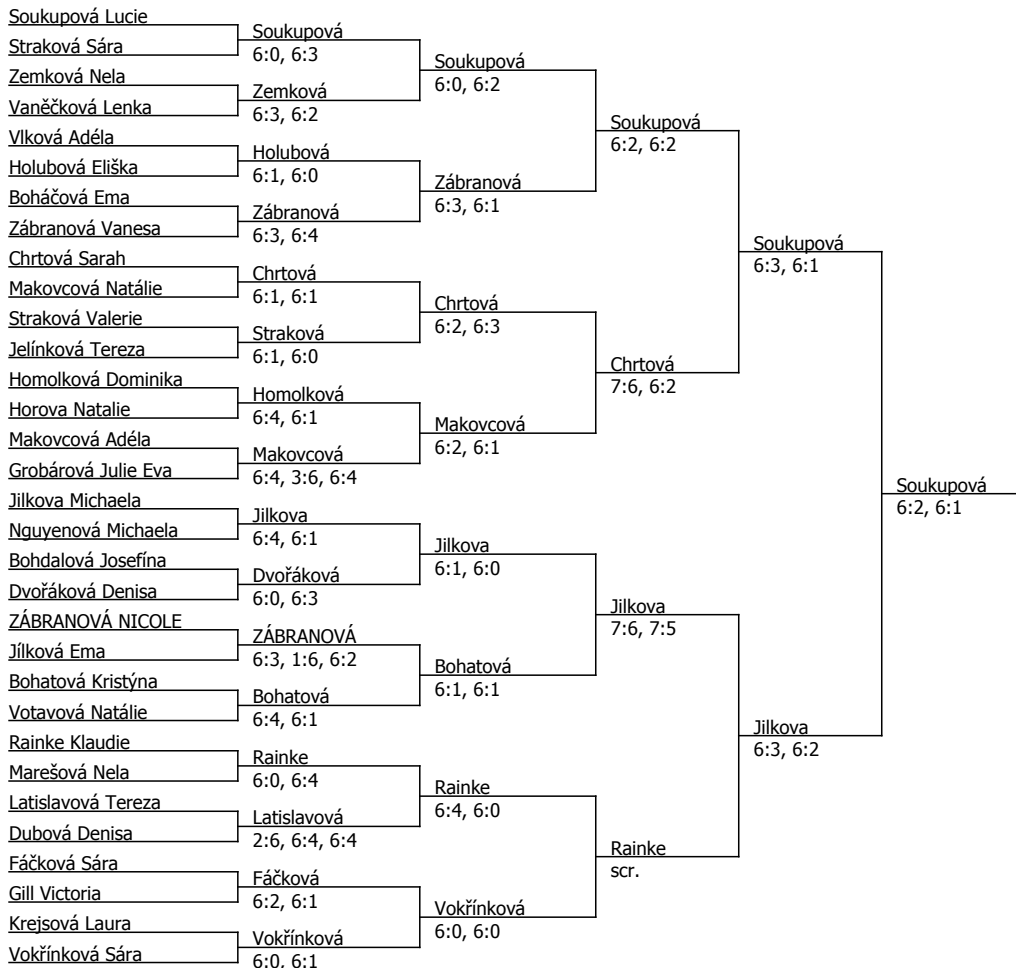 Soukupová Lucie
Straková Sára
Zemková Nela
Vaněčková Lenka
Vlková Adéla
Holubová Eliška
Boháčová Ema
Zábranová Vanesa
Chrtová Sarah
Makovcová Natálie
Straková Valerie
Jelínková Tereza
Homolková Dominika
Horova Natalie
Makovcová Adéla
Grobárová Julie Eva
Jilkova Michaela
Nguyenová Michaela
Bohdalová Josefína
Dvořáková Denisa
ZÁBRANOVÁ NICOLE
Jílková Ema
Bohatová Kristýna
Votavová Natálie
Rainke Klaudie
Marešová Nela
Latislavová Tereza
Dubová Denisa
Fáčková Sára
Gill Victoria
Krejsová Laura
Vokřínková Sára
Soukupová
6:0, 6:3
Zemková
6:3, 6:2
Holubová
6:1, 6:0
Zábranová
6:3, 6:4
Chrtová
6:1, 6:1
Straková
6:1, 6:0
Homolková
6:4, 6:1
Makovcová
6:4, 3:6, 6:4
Jilkova
6:4, 6:1
Dvořáková
6:0, 6:3
ZÁBRANOVÁ
6:3, 1:6, 6:2
Bohatová
6:4, 6:1
Rainke
6:0, 6:4
Latislavová
2:6, 6:4, 6:4
Fáčková
6:2, 6:1
Vokřínková
6:0, 6:1
Soukupová
6:0, 6:2
Zábranová
6:3, 6:1
Chrtová
6:2, 6:3
Makovcová
6:2, 6:1
Jilkova
6:1, 6:0
Bohatová
6:1, 6:1
Rainke
6:4, 6:0
Vokřínková
6:0, 6:0
Soukupová
6:2, 6:2
Chrtová
7:6, 6:2
Jilkova
7:6, 7:5
Rainke
scr.
Soukupová
6:3, 6:1
Jilkova
6:3, 6:2
Soukupová
6:2, 6:1